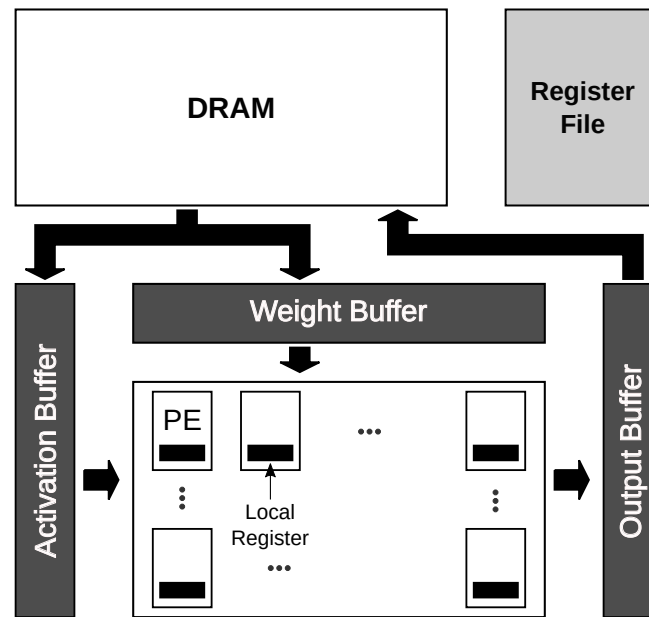 DRAM
Register
File
Weight Buffer
Activation Buffer
PE
...
...
...
Local
Register
...
Output Buffer